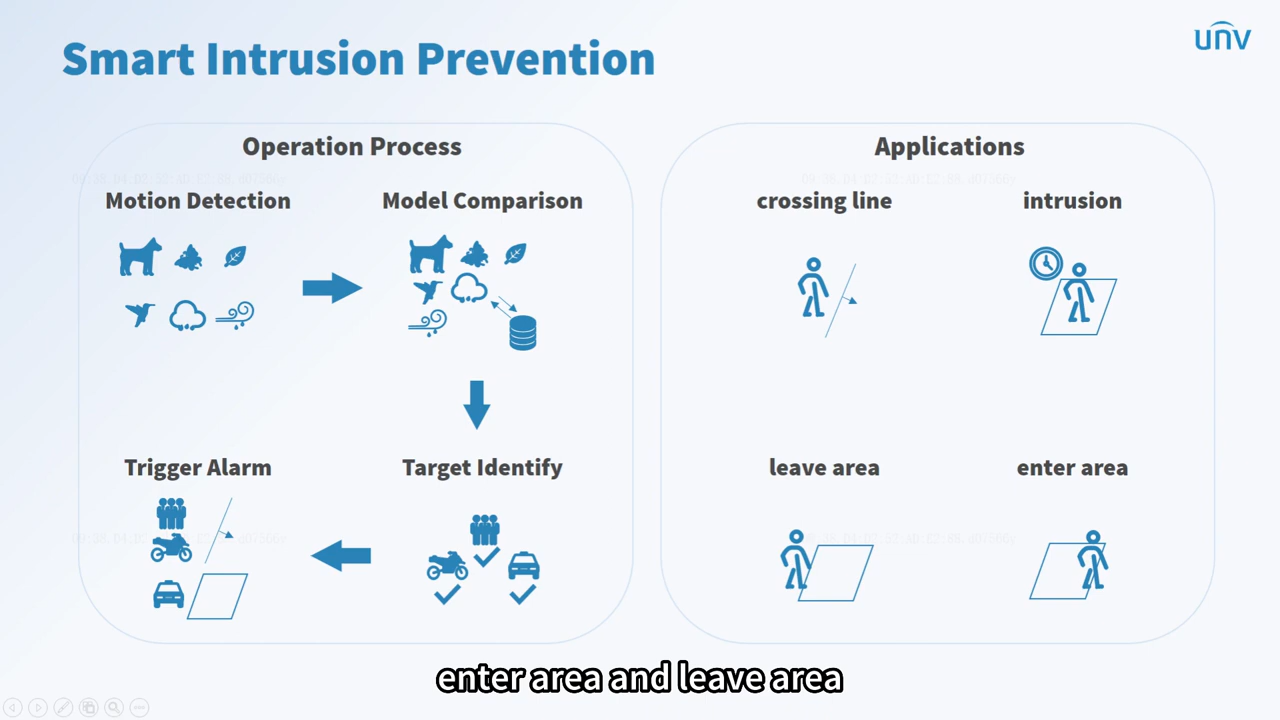 unv
Smart Intrusion Prevention
Operation Process
Motion Detection
Model Comparison
Trigger Alarm
Target Identify
Applications
crossing line
intrusion
leave area
enter area
enter area and leave area